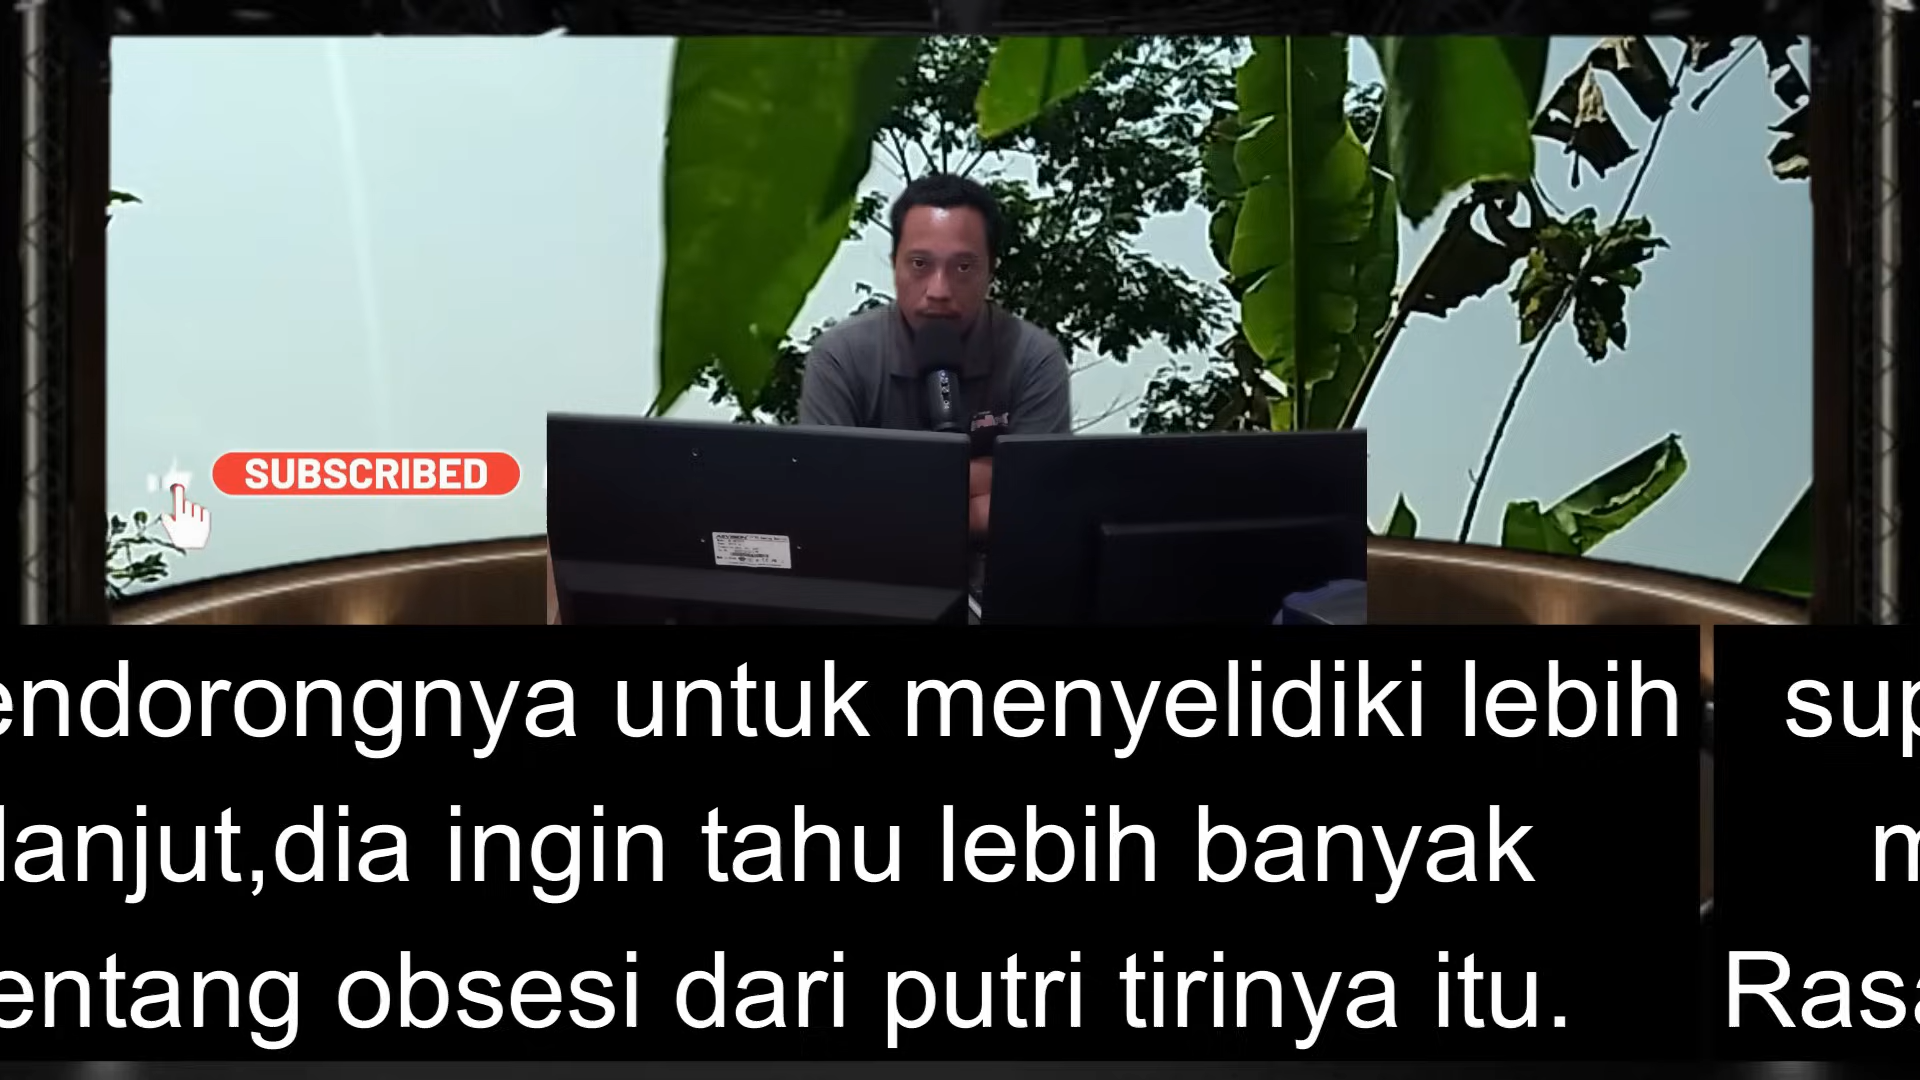 SUBSCRIBED
endorongnya untuk menyelidiki lebih
lanjut,dia ingin tahu lebih banyak
entang obsesi dari putri tirinya itu.
sup
m
Rasa